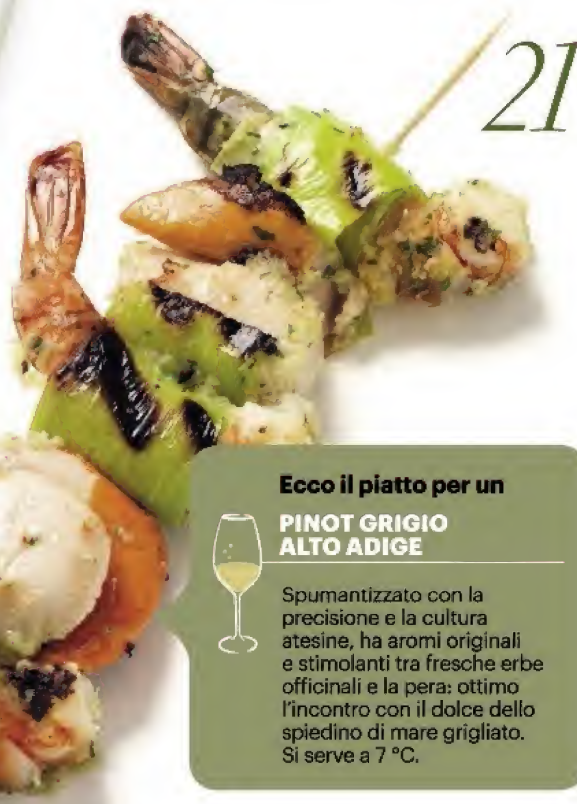 21
Ecco il piatto per un
PINOT GRIGIO
ALTO ADIGE
Spumantizzato con la
precisione e la cultura
atesine, ha aromi originali
e stimolanti tra fresche erbe
officinali e la pera: ottimo
l'incontro con il dolce dello
spiedino di mare grigliato.
Si serve a 7 °C.